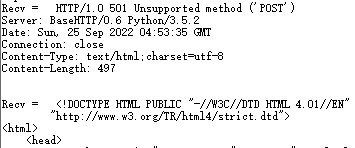 Recv =   HTTP/1.0 501 Unsupported method ('POST')
Server: BaseHTTP/0.6 Python/3.5.2
Date: Sun, 25 Sep 2022 04:53:35 GMT
Connection: close
Content-Type: text/html;charset=utf-8
Content-Length: 497
Recv =   <!DOCTYPE HTML PUBLIC "-//W3C//DTD HTML 4.01//EN"
"http://www.w3.org/TR/html4/strict.dtd">
<html>
<head>